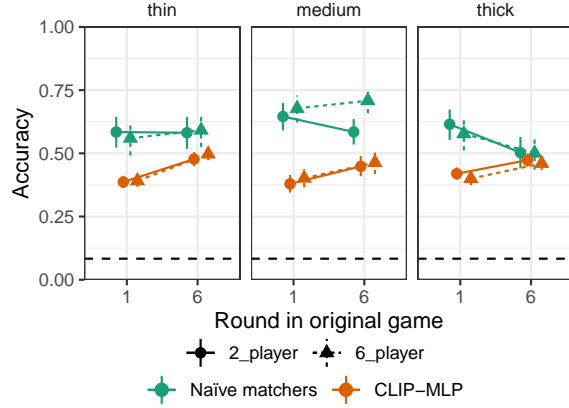 thin medium thick
1.00
0.75
0.50
0.25
0.00
Accuracy
1 6 1 6 1 6
Round in original game
2_player 6_player
Naïve matchers CLIP−MLP